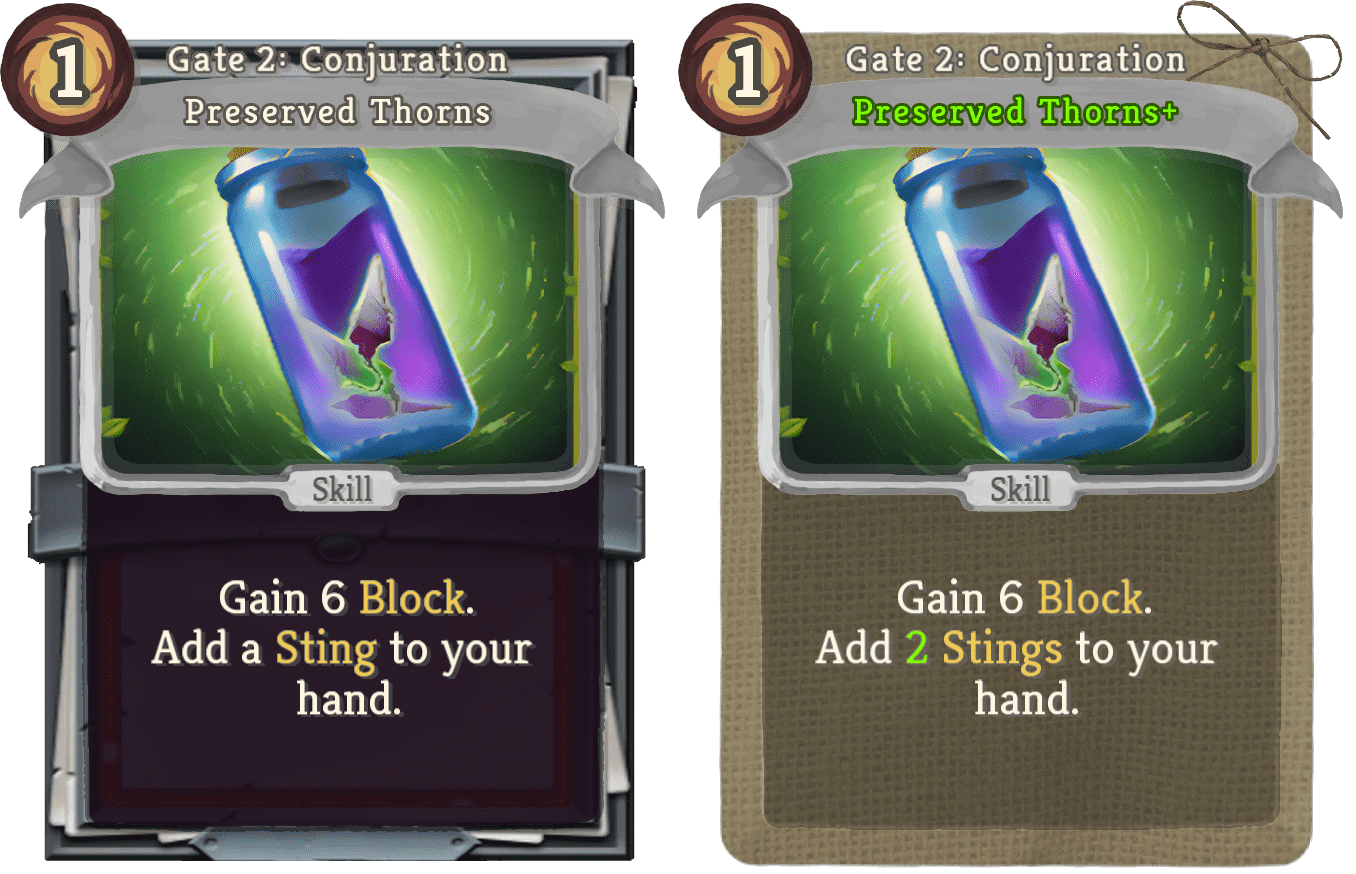 1
Gate 2: Conjuration
Preserved Thorns
Skill
Gain 6 Block.
Add a Sting to your
hand.
1
Gate 2: Conjuration
Preserved Thorns+
Skill
Gain 6 Block.
Add 2 Stings to your
hand.